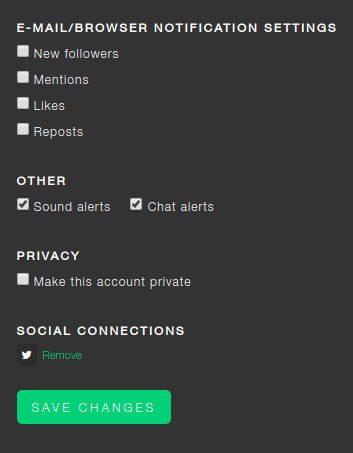 E-MAIL/BROWSER NOTIFICATION SETTINGS
New followers
Mentions
Likes
Reposts
OTHER
Sound alerts Chat alerts
PRIVACY
Make this account private
SOCIAL CONNECTIONS
Remove
SAVE CHANGES